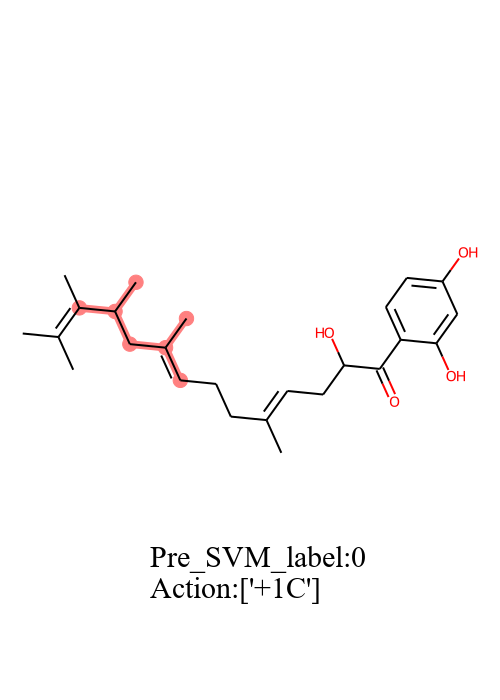 OH
HO
OH
O
Pre_SVM_label:0
Action:['+1C']